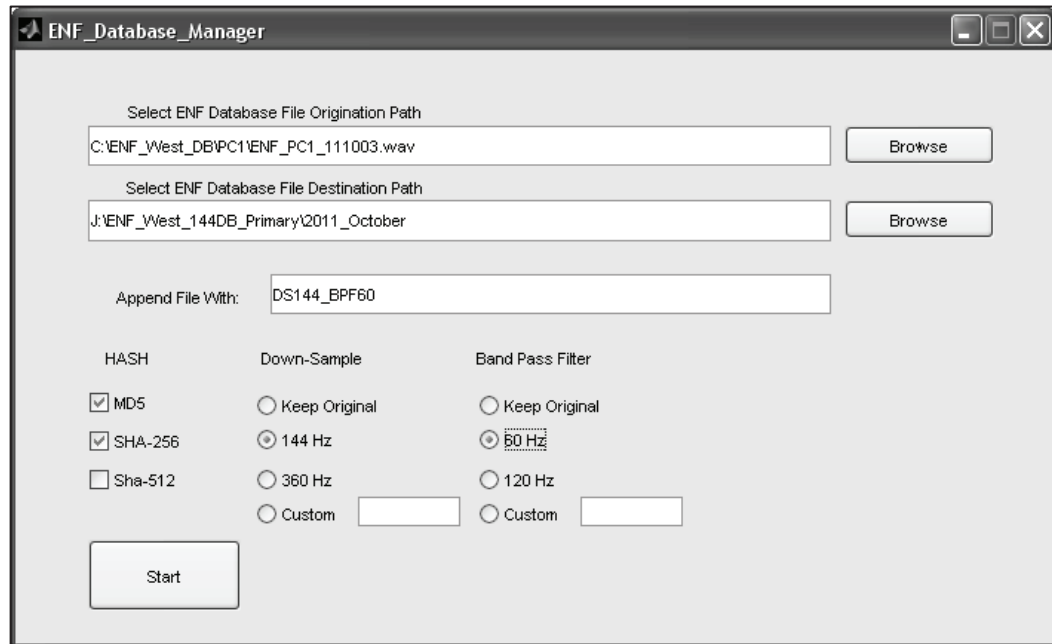 ENF_Database_Manager
Select ENF Database File Origination Path
C:\ENF_West_DB\PC1\ENF_PC1_111003.wav
Browse
Select ENF Database File Destination Path
J:\ENF_West_144DB_Primary\2011_October
Browse
Append File With:
DS144_BPF60
HASH
Down-Sample
Band Pass Filter
MD5
Keep Original
Keep Original
SHA-256
144 Hz
60 Hz
Sha-512
360 Hz
120 Hz
Custom
Custom
Start